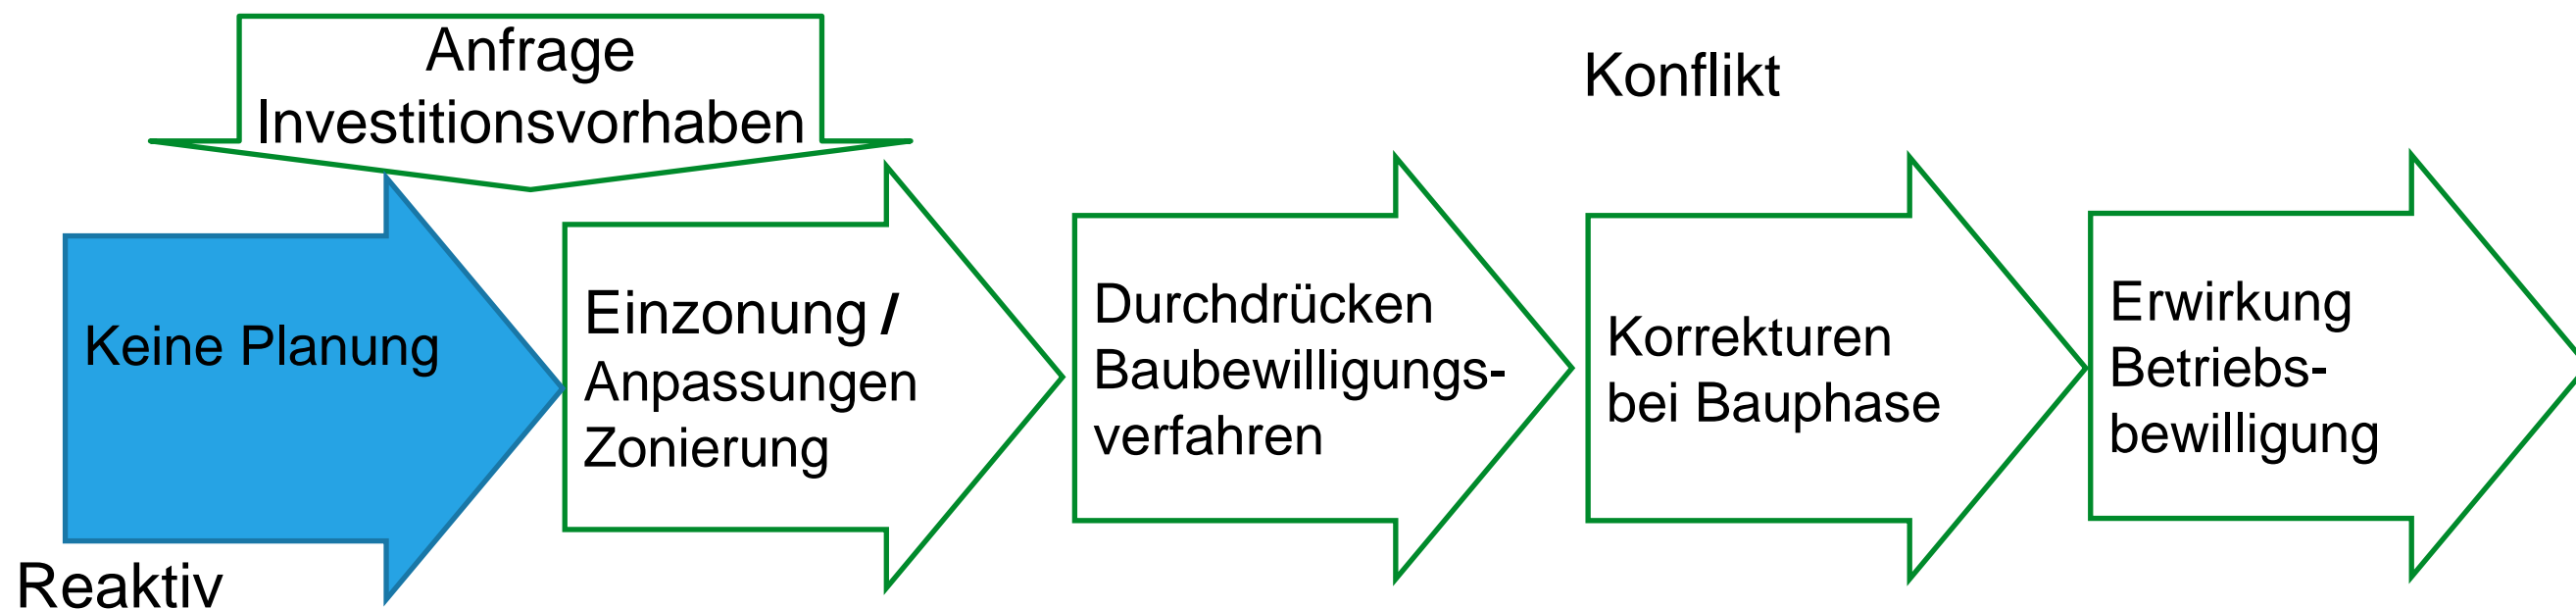 Anfrage
Investitionsvorhaben
Konflikt
Keine Planung
Einzonung /
Anpassungen
Zonierung
Durchdrücken
Baubewilligungs-
verfahren
Korrekturen
bei Bauphase
Erwirkung
Betriebs-
bewilligung
Reaktiv